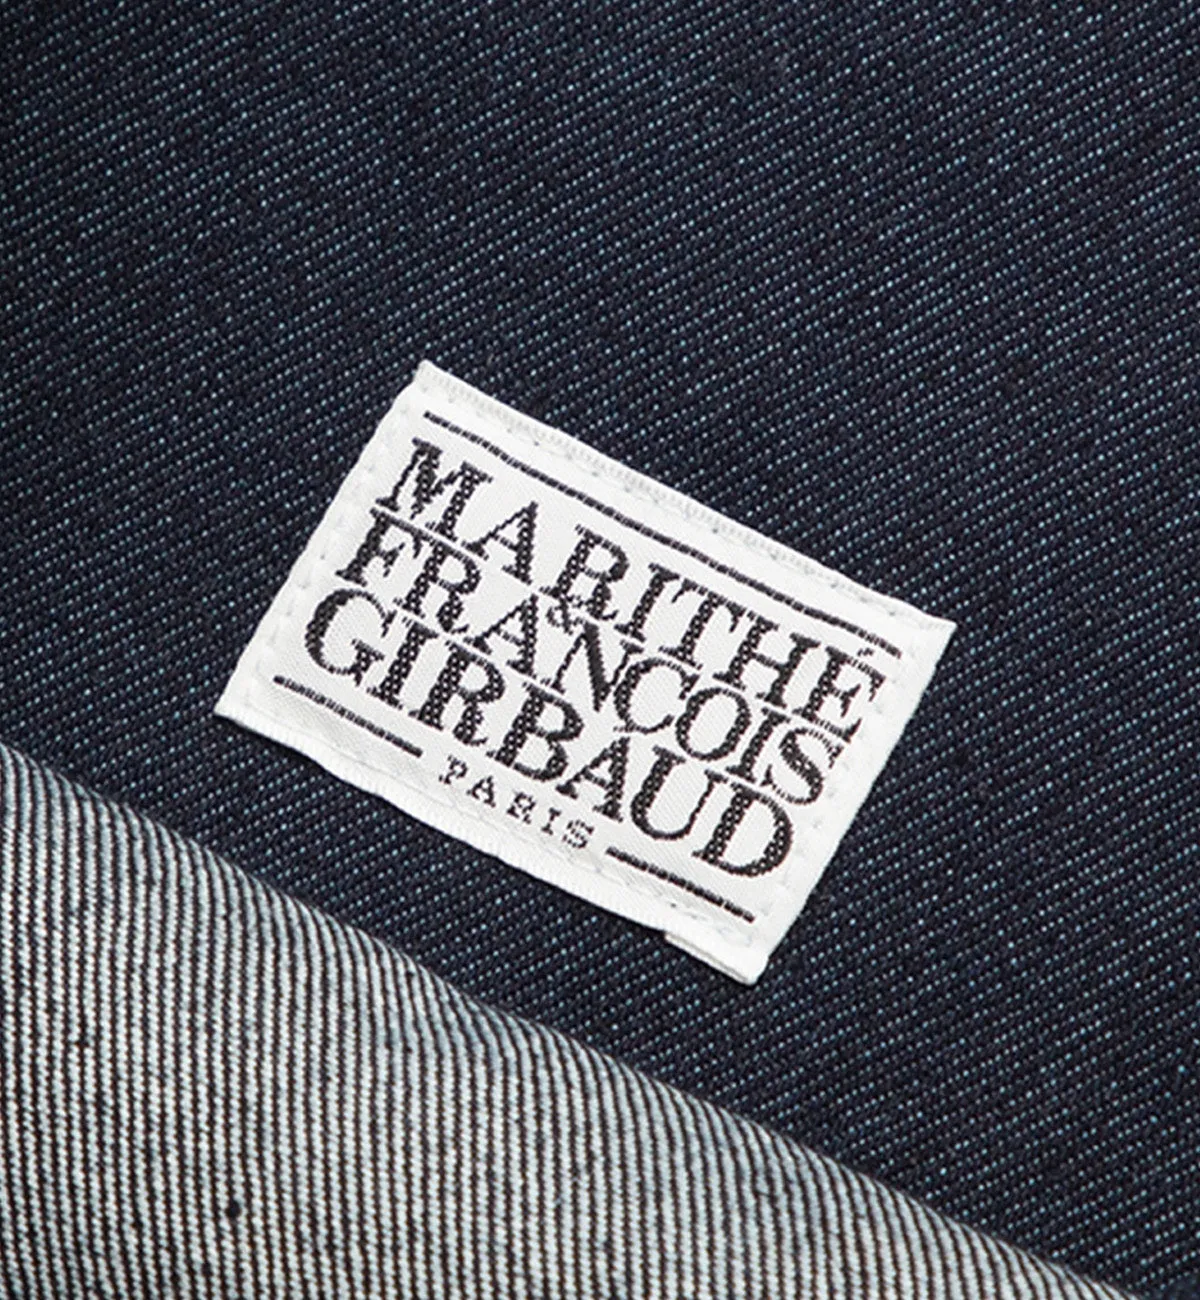 MARITHÉ
&
FRANÇOIS
GIRBAUD
PARIS